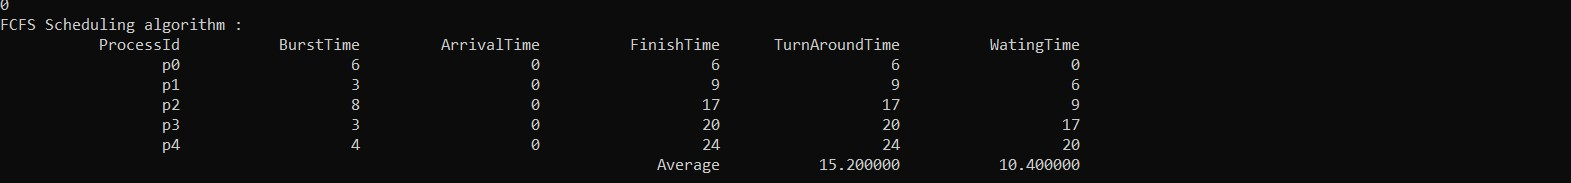 0
FCFS Scheduling algorithm :
ProcessId BurstTime ArrivalTime FinishTime TurnAroundTime WatingTime
p0 6 0 6 6 0
p1 3 0 9 9 6
p2 8 0 17 17 9
p3 3 0 20 20 17
p4 4 0 24 24 20
Average 15.200000 10.400000